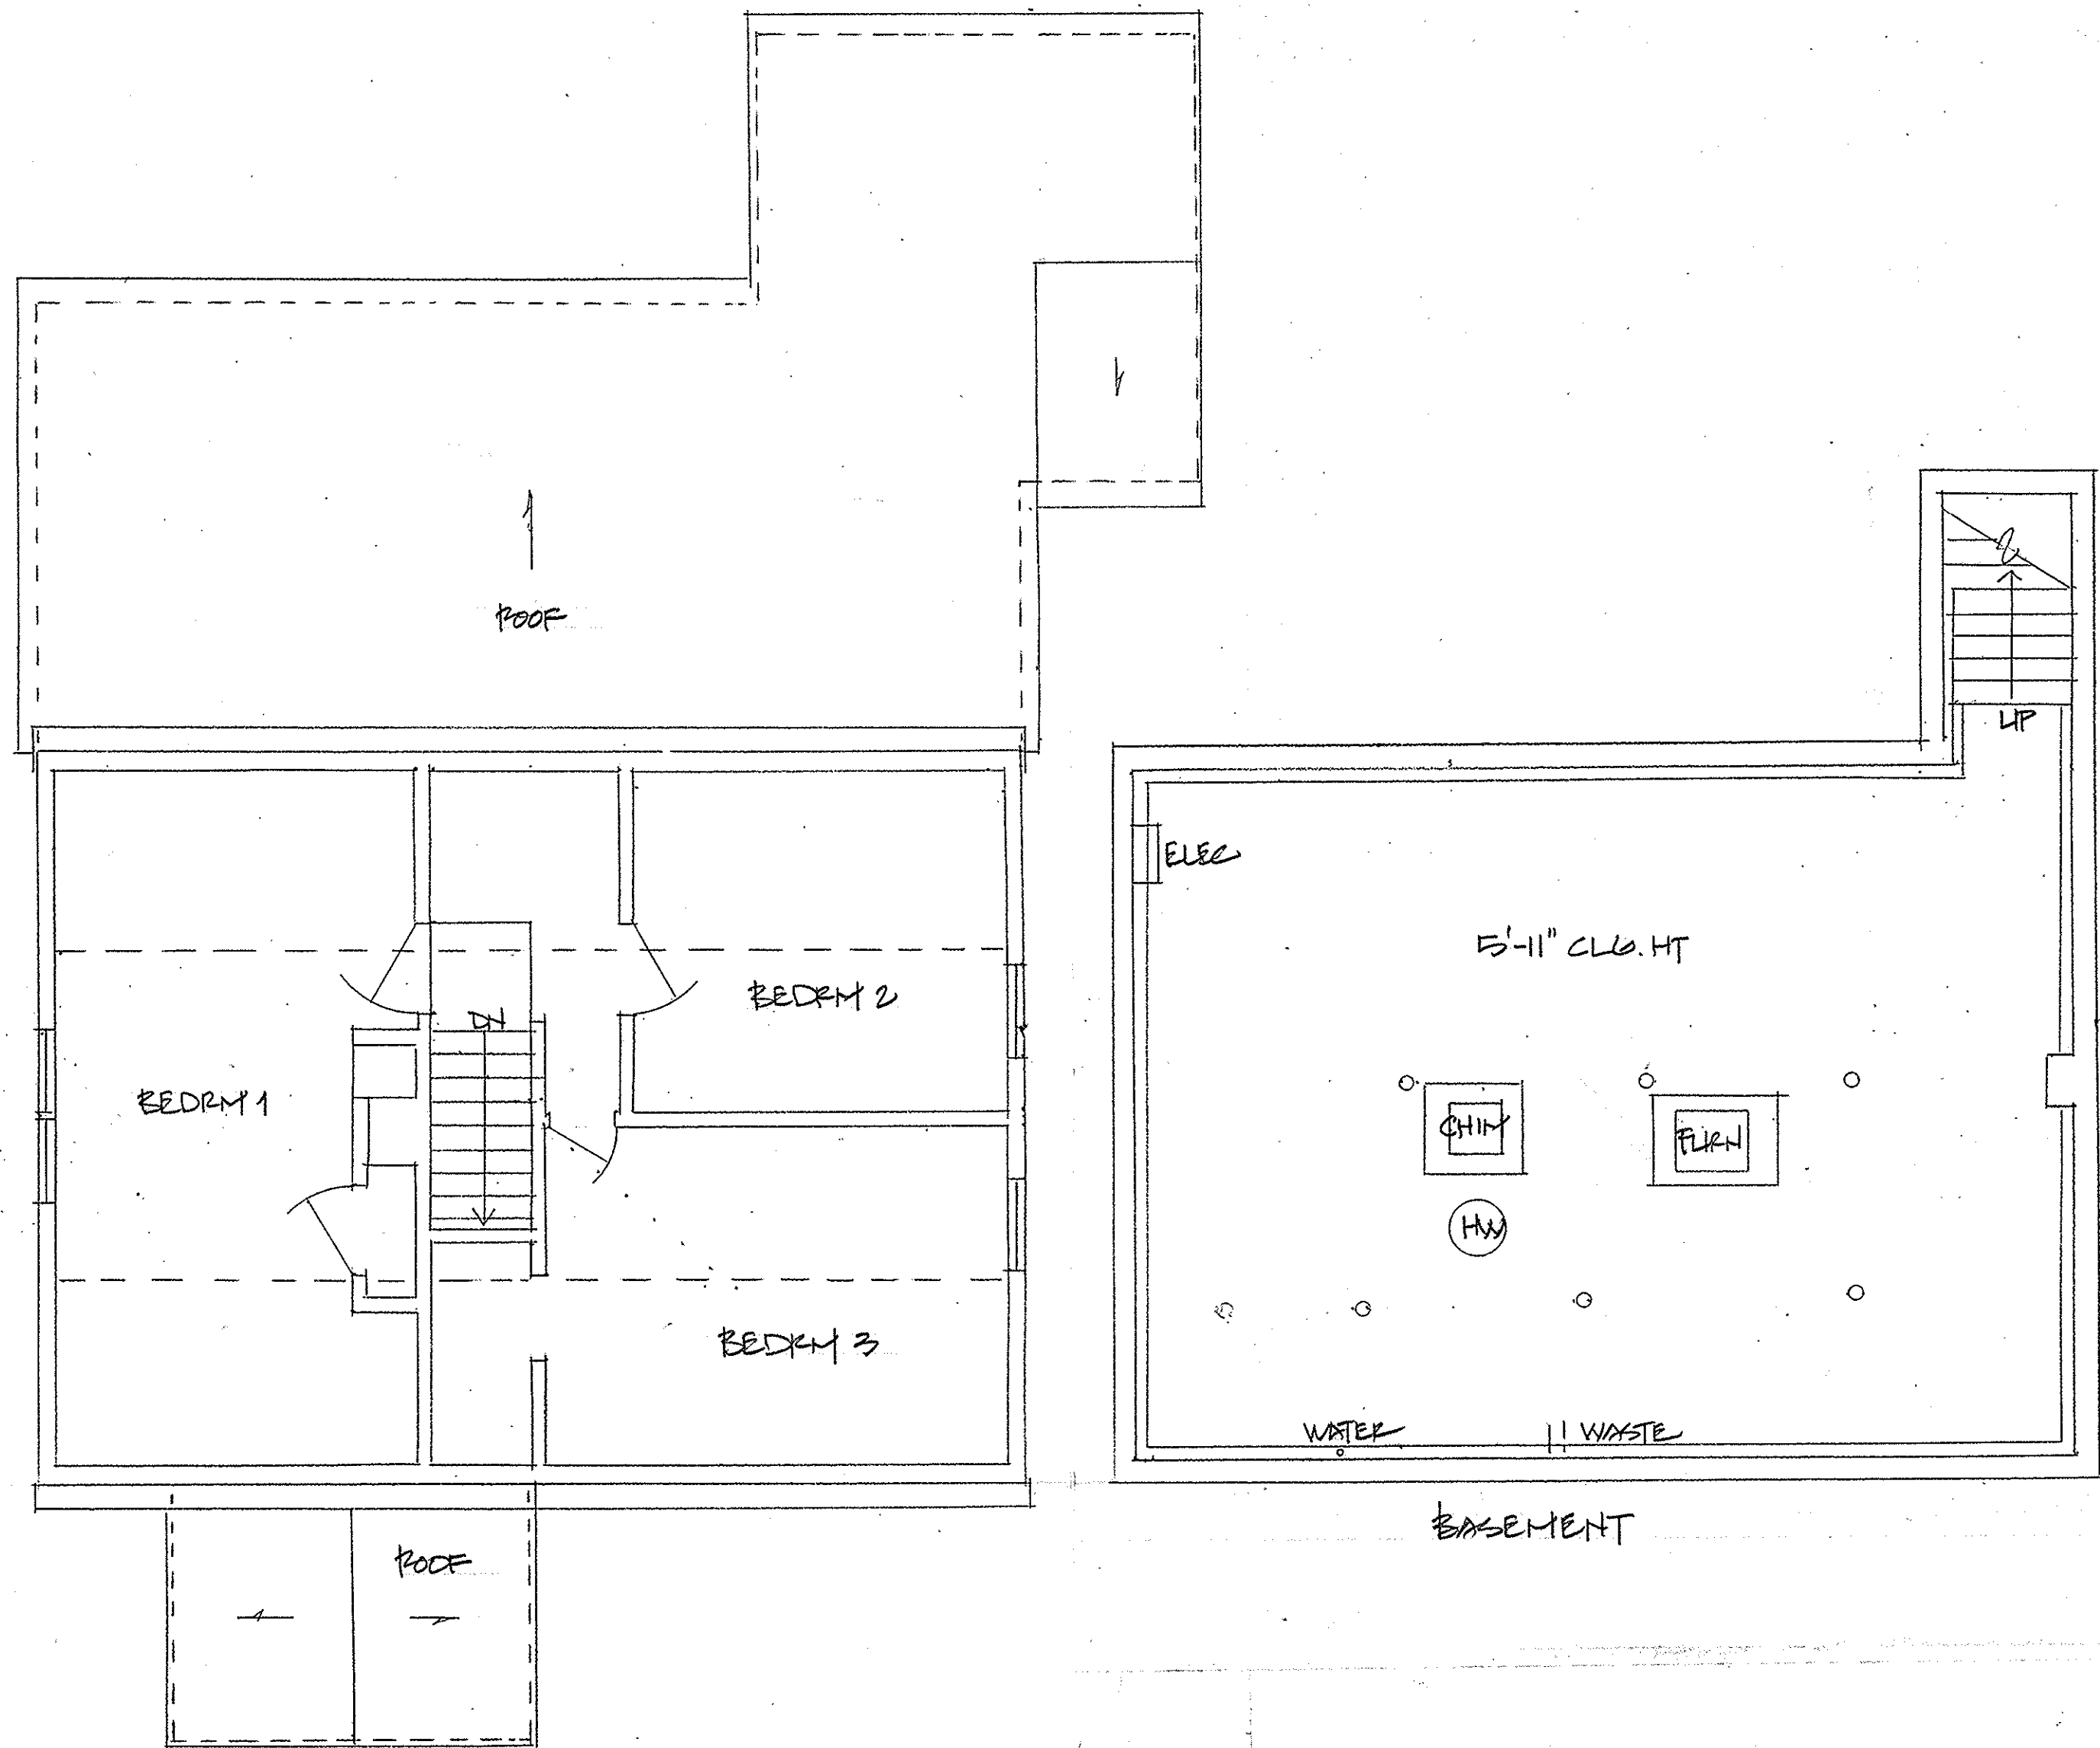 ROOF
UP
ELEC
5'-11" CLG. HT
BEDRM 2
DN
BEDRM 1
CHIM
FURN
HW
BEDRM 3
WATER
WASTE
BASEMENT
ROOF